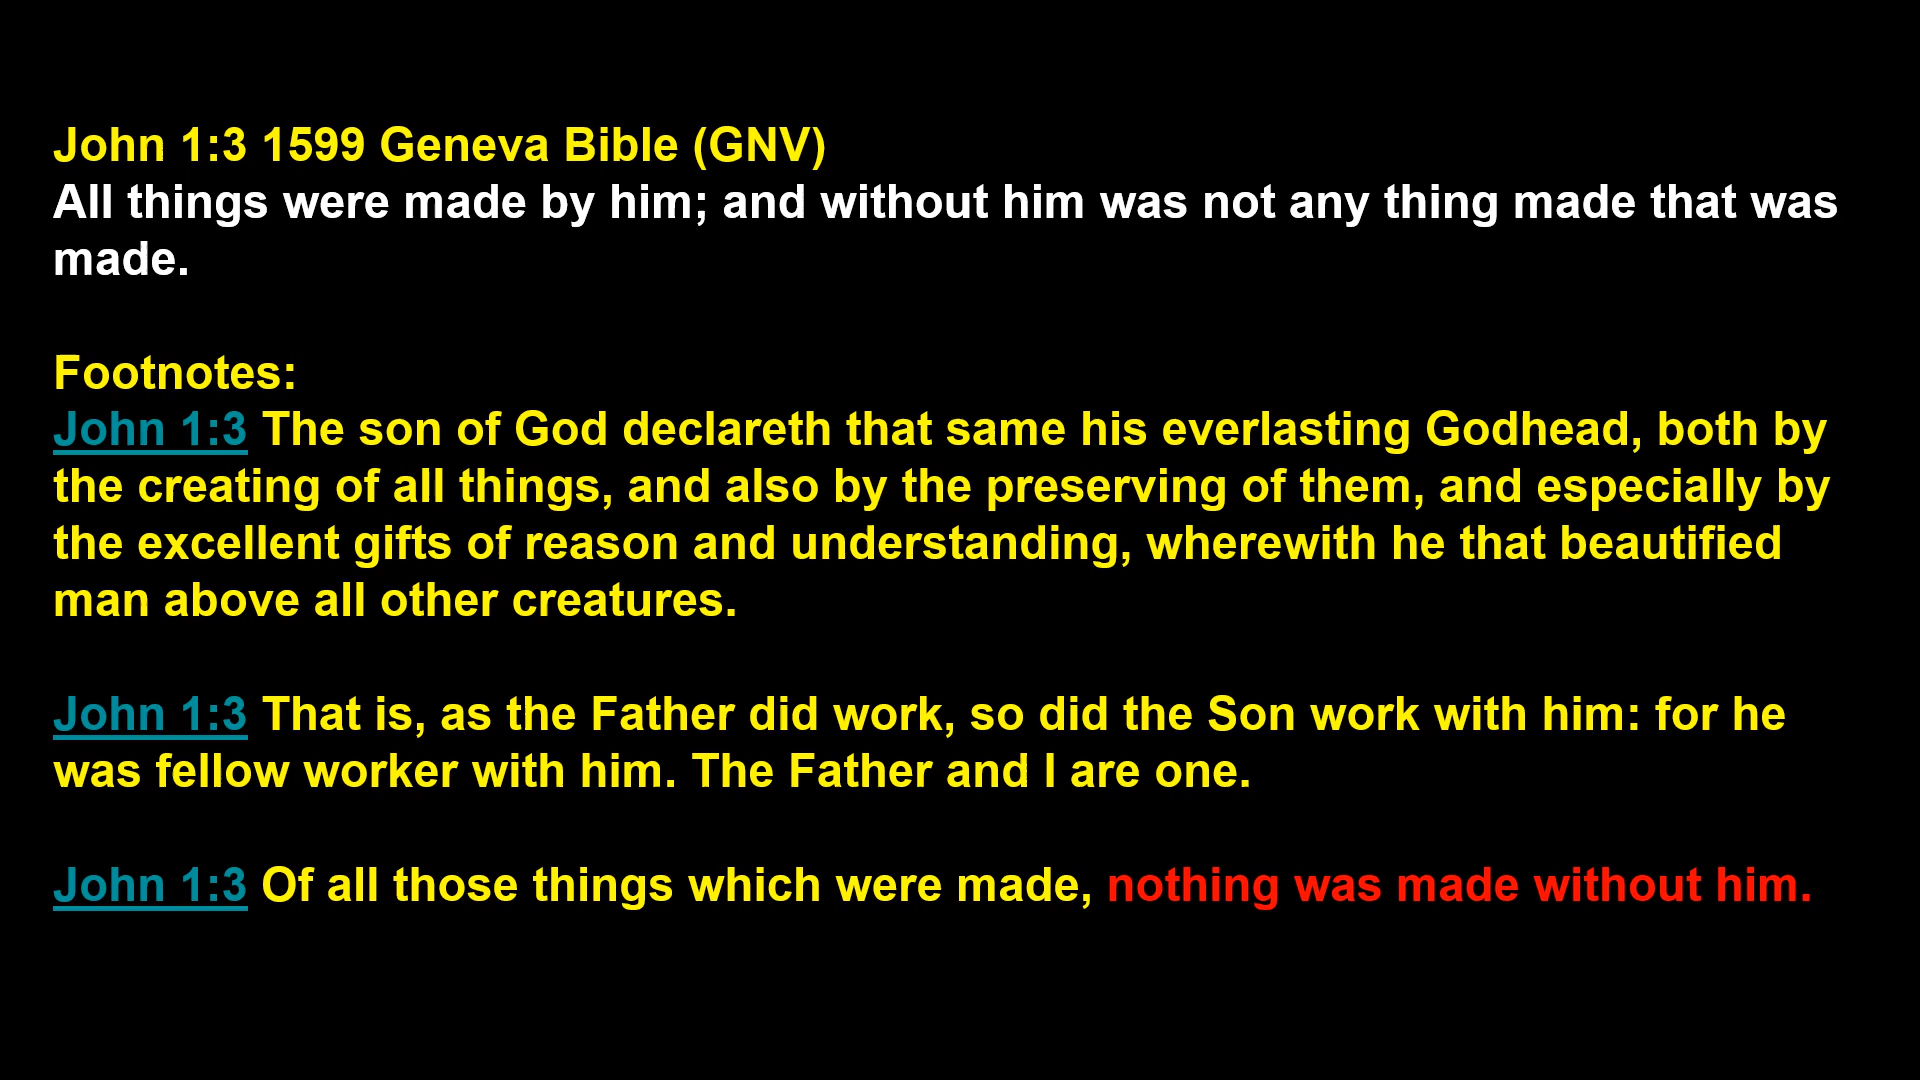 John 1:3 1599 Geneva Bible (GNV)
All things were made by him; and without him was not any thing made that was
made.
Footnotes:
John 1:3 The son of God declareth that same his everlasting Godhead, both by
the creating of all things, and also by the preserving of them, and especially by
the excellent gifts of reason and understanding, wherewith he that beautified
man above all other creatures.
John 1:3 That is, as the Father did work, so did the Son work with him: for he
was fellow worker with him. The Father and I are one.
John 1:3 Of all those things which were made, nothing was made without him.